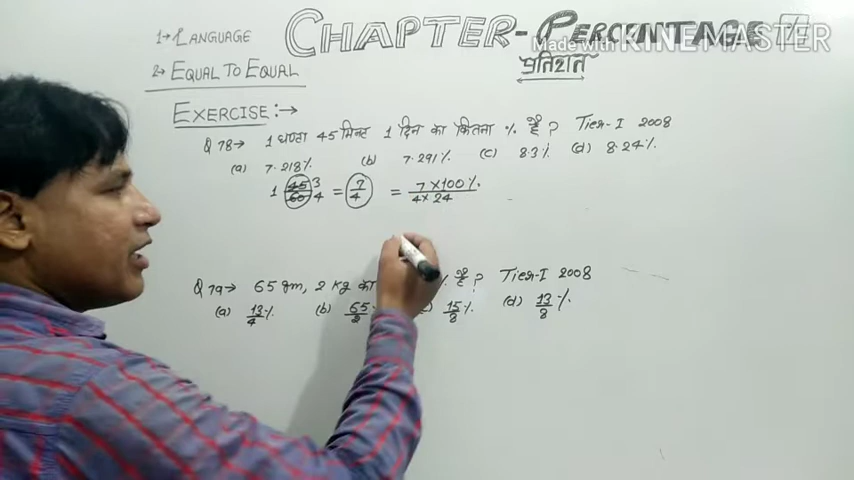 1→ LANGUAGE
2→ EQUAL TO EQUAL
CHAPTER-PERCENTAGE %
Made with KINEMASTER
प्रतिशत
EXERCISE:→
Q 78→ 1 घण्टा 45 मिनट 1 दिन का कितना % है ? Tier-I 2008
(a) 7.218% (b) 7.291% (c) 8.3% (d) 8.24%
1 45/60 3/4 = 7/4 = 7×100%/4×24
Q 79→ 65 gm, 2 kg का % है ? Tier-I 2008
(a) 13/4% (b) 65/2 15/8% (d) 13/8%